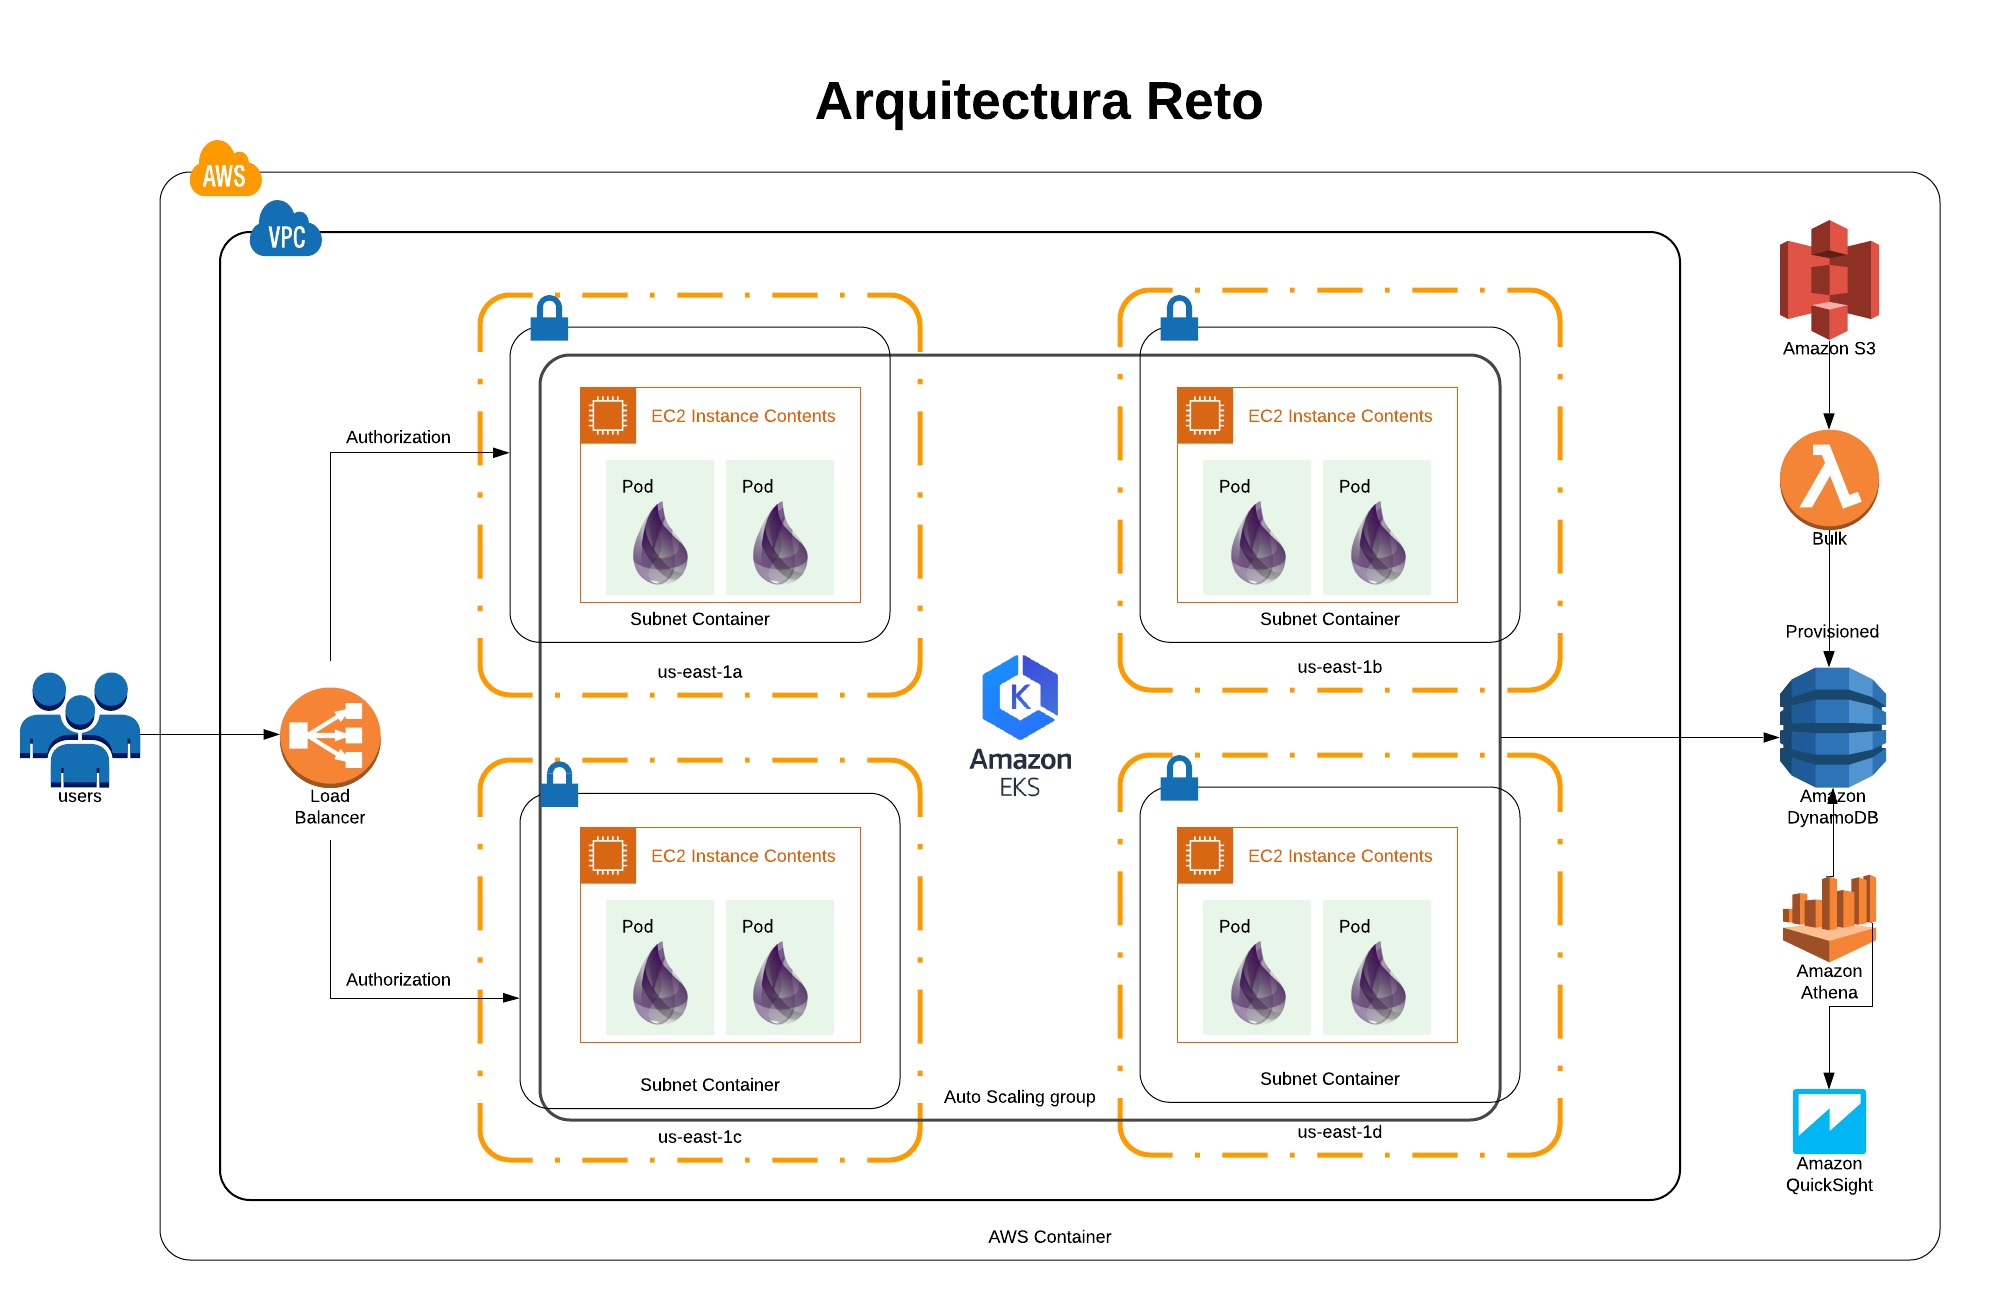 Arquitectura Reto
AWS
VPC
Amazon S3
EC2 Instance Contents
EC2 Instance Contents
Authorization
Pod
Pod
Pod
Pod
Bulk
Subnet Container
Subnet Container
Provisioned
us-east-1a
us-east-1b
K
Amazon
EKS
users
Load
Balancer
Amazon
DynamoDB
EC2 Instance Contents
EC2 Instance Contents
Pod
Pod
Pod
Pod
Authorization
Amazon
Athena
Subnet Container
Subnet Container
Auto Scaling group
us-east-1c
us-east-1d
Amazon
QuickSight
AWS Container